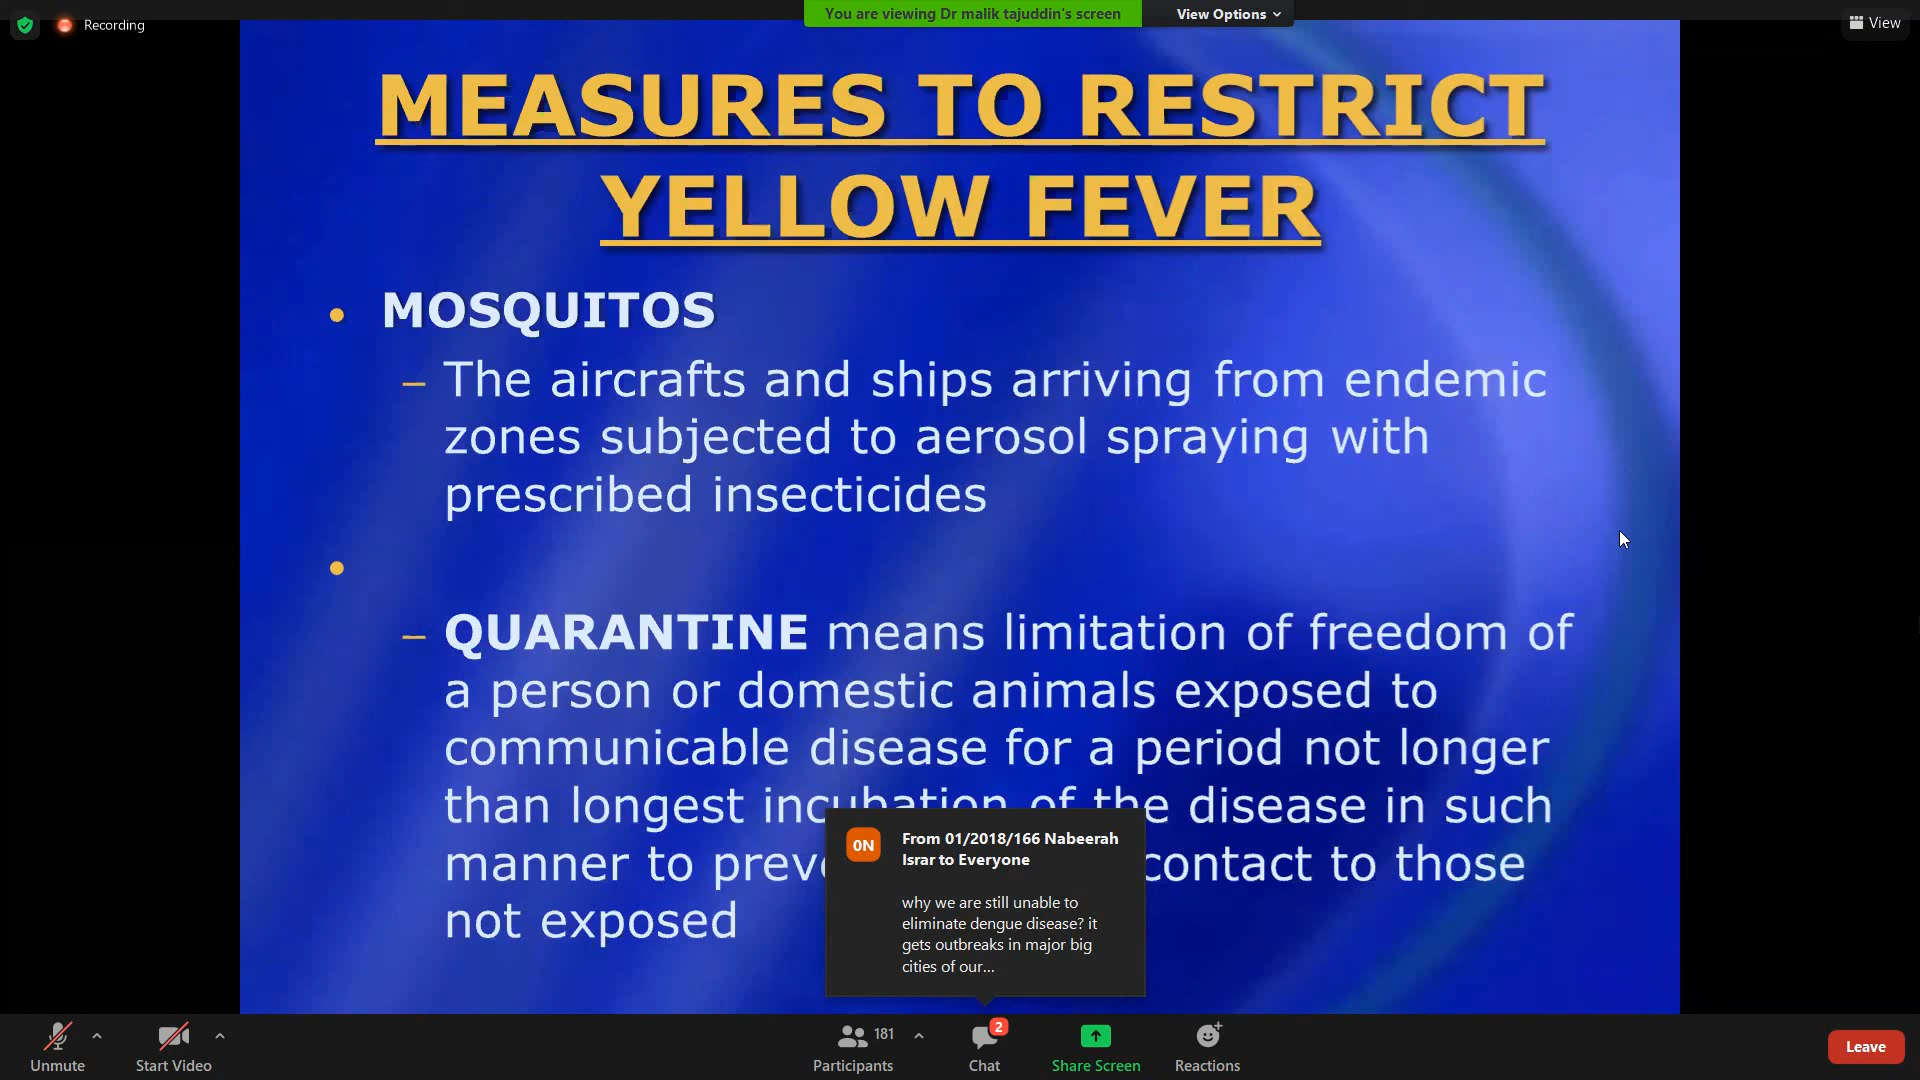 You are viewing Dr malik tajuddin's screen
View Options
Recording
View
MEASURES TO RESTRICT
YELLOW FEVER
• MOSQUITOS
– The aircrafts and ships arriving from endemic
zones subjected to aerosol spraying with
prescribed insecticides
•
– QUARANTINE means limitation of freedom of
a person or domestic animals exposed to
communicable disease for a period not longer
than longest incubation of the disease in such
manner to contact to those
not exposed
0N
From 01/2018/166 Nabeerah
Israr to Everyone
why we are still unable to
eliminate dengue disease? it
gets outbreaks in major big
cities of our...
Unmute
Start Video
181
Participants
2
Chat
Share Screen
Reactions
Leave